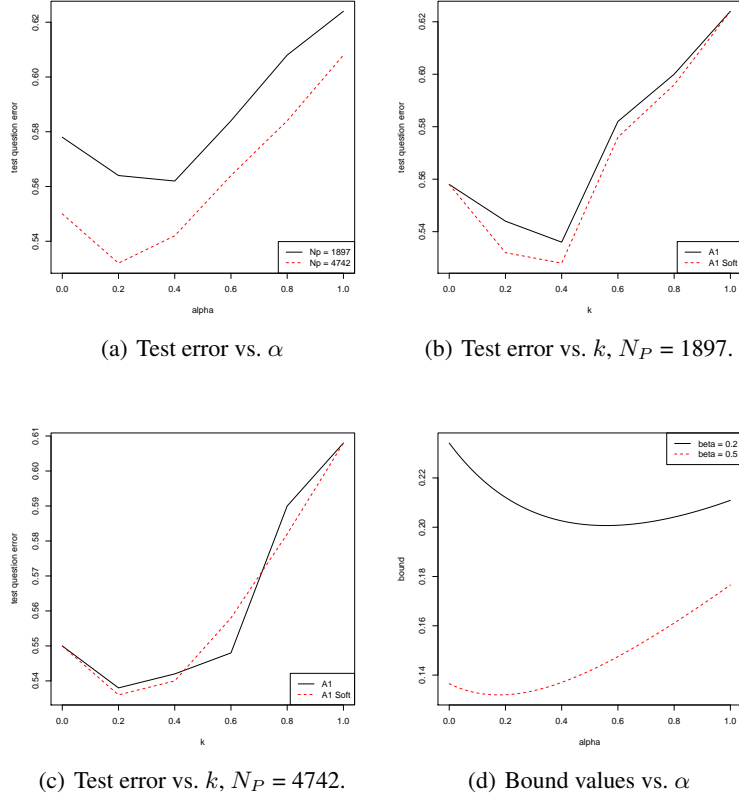 0.62
0.60
0.58
0.56
0.54
test question error
0.0 0.2 0.4 0.6 0.8 1.0
alpha
Np = 1897
Np = 4742
(a) Test error vs. α
0.62
0.60
0.58
0.56
0.54
test question error
0.0 0.2 0.4 0.6 0.8 1.0
k
A1
A1 Soft
(b) Test error vs. k, N_P = 1897.
0.61
0.60
0.59
0.58
0.57
0.56
0.55
0.54
test question error
0.0 0.2 0.4 0.6 0.8 1.0
k
A1
A1 Soft
(c) Test error vs. k, N_P = 4742.
beta = 0.2
beta = 0.5
0.22
0.20
0.18
0.16
0.14
bound
0.0 0.2 0.4 0.6 0.8 1.0
alpha
(d) Bound values vs. α